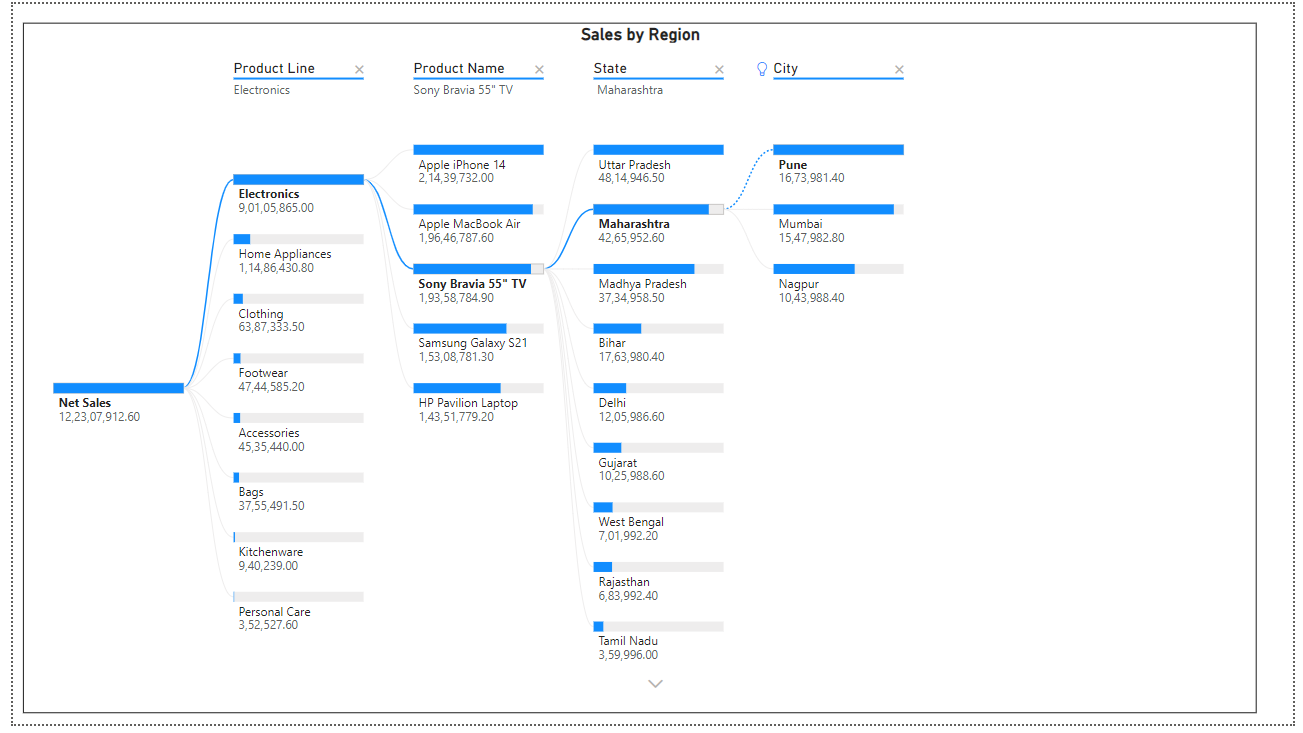 Sales by Region
Product Line
Electronics
Product Name
Sony Bravia 55" TV
State
Maharashtra
City
Net Sales
12,23,07,912.60
Electronics
9,01,05,865.00
Home Appliances
1,14,86,430.80
Clothing
63,87,333.50
Footwear
47,44,585.20
Accessories
45,35,440.00
Bags
37,55,491.50
Kitchenware
9,40,239.00
Personal Care
3,52,527.60
Apple iPhone 14
2,14,39,732.00
Apple MacBook Air
1,96,46,787.60
Sony Bravia 55" TV
1,93,58,784.90
Samsung Galaxy S21
1,53,08,781.30
HP Pavilion Laptop
1,43,51,779.20
Uttar Pradesh
48,14,946.50
Maharashtra
42,65,952.60
Madhya Pradesh
37,34,958.50
Bihar
17,63,980.40
Delhi
12,05,986.60
Gujarat
10,25,988.60
West Bengal
7,01,992.20
Rajasthan
6,83,992.40
Tamil Nadu
3,59,996.00
Pune
16,73,981.40
Mumbai
15,47,982.80
Nagpur
10,43,988.40